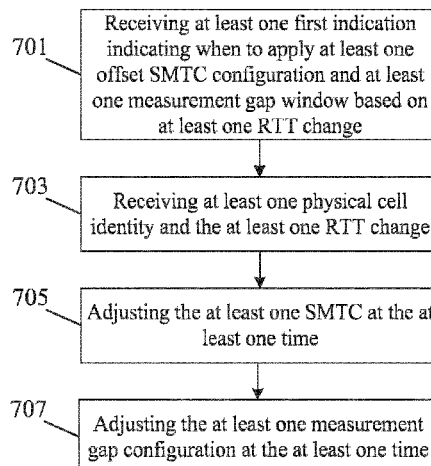 701
Receiving at least one first indication
indicating when to apply at least one
offset SMTC configuration and at least
one measurement gap window based on
at least one RTT change
703
Receiving at least one physical cell
identity and the at least one RTT change
705
Adjusting the at least one SMTC at the at
least one time
707
Adjusting the at least one measurement
gap configuration at the at least one time